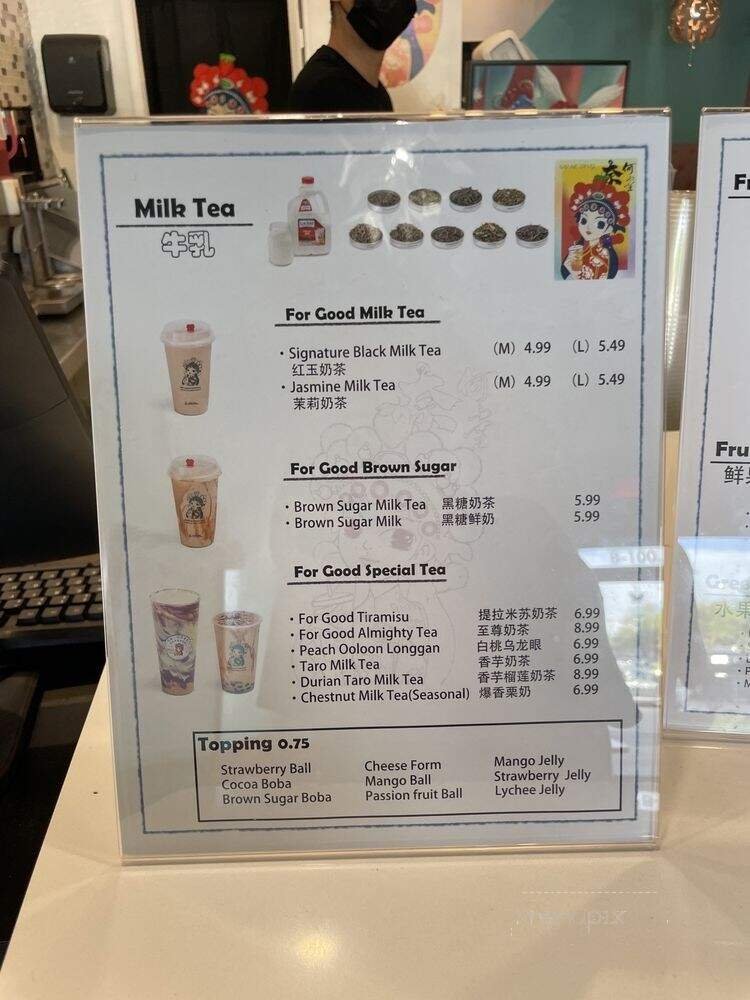 Milk Tea
牛乳
For Good Milk Tea
· Signature Black Milk Tea (M) 4.99 (L) 5.49
红玉奶茶
· Jasmine Milk Tea (M) 4.99 (L) 5.49
茉莉奶茶
For Good Brown Sugar
· Brown Sugar Milk Tea 黑糖奶茶 5.99
· Brown Sugar Milk 黑糖鲜奶 5.99
For Good Special Tea
· For Good Tiramisu 提拉米苏奶茶 6.99
· For Good Almighty Tea 至尊奶茶 8.99
· Peach Ooloon Longgan 白桃乌龙眼 6.99
· Taro Milk Tea 香芋奶茶 6.99
· Durian Taro Milk Tea 香芋榴莲奶茶 8.99
· Chestnut Milk Tea(Seasonal) 爆香栗奶 6.99
Topping 0.75
Strawberry Ball Cheese Form Mango Jelly
Cocoa Boba Mango Ball Strawberry Jelly
Brown Sugar Boba Passion fruit Ball Lychee Jelly
Fru
鲜
水果